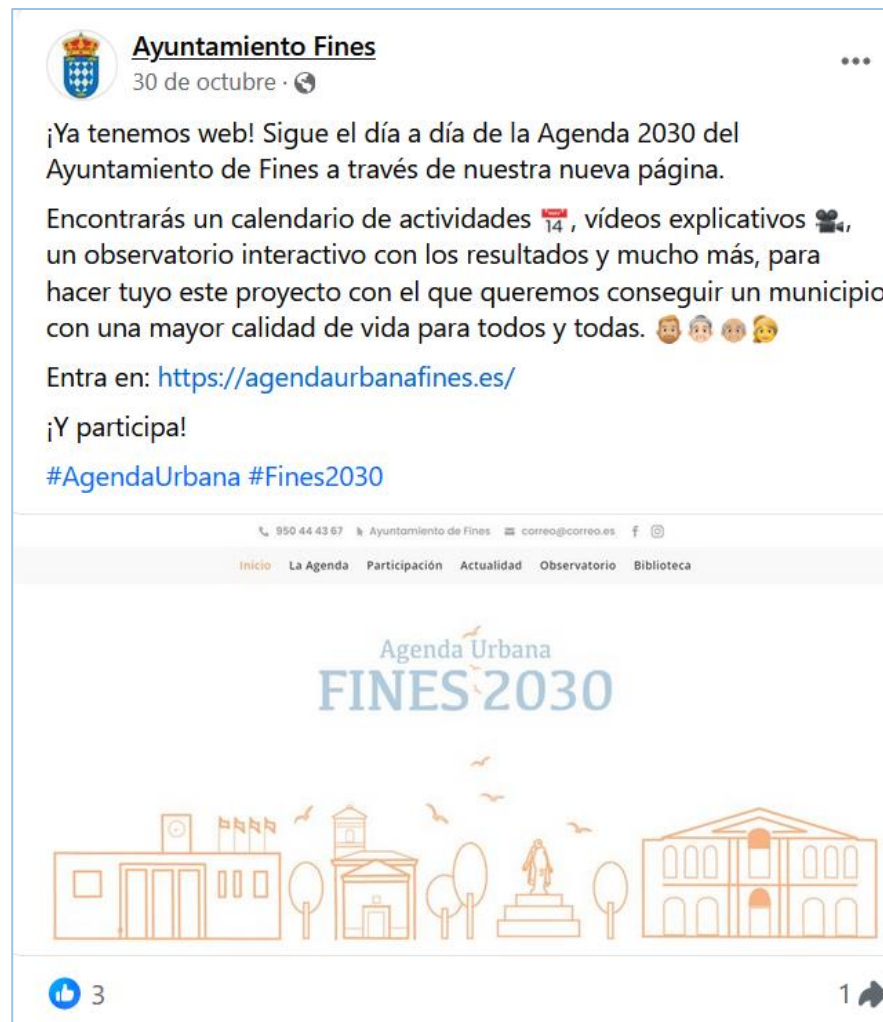 Ayuntamiento Fines
30 de octubre ·
¡Ya tenemos web! Sigue el día a día de la Agenda 2030 del
Ayuntamiento de Fines a través de nuestra nueva página.
Encontrarás un calendario de actividades 📅, vídeos explicativos 🎥,
un observatorio interactivo con los resultados y mucho más, para
hacer tuyo este proyecto con el que queremos conseguir un municipio
con una mayor calidad de vida para todos y todas. 🧔🏼👵🏼👴🏼👱‍♀️
Entra en: https://agendaurbanafines.es/
¡Y participa!
#AgendaUrbana #Fines2030
950 44 43 67 Ayuntamiento de Fines correo@correo.es
Inicio La Agenda Participación Actualidad Observatorio Biblioteca
Agenda Urbana
FINES 2030
3 1